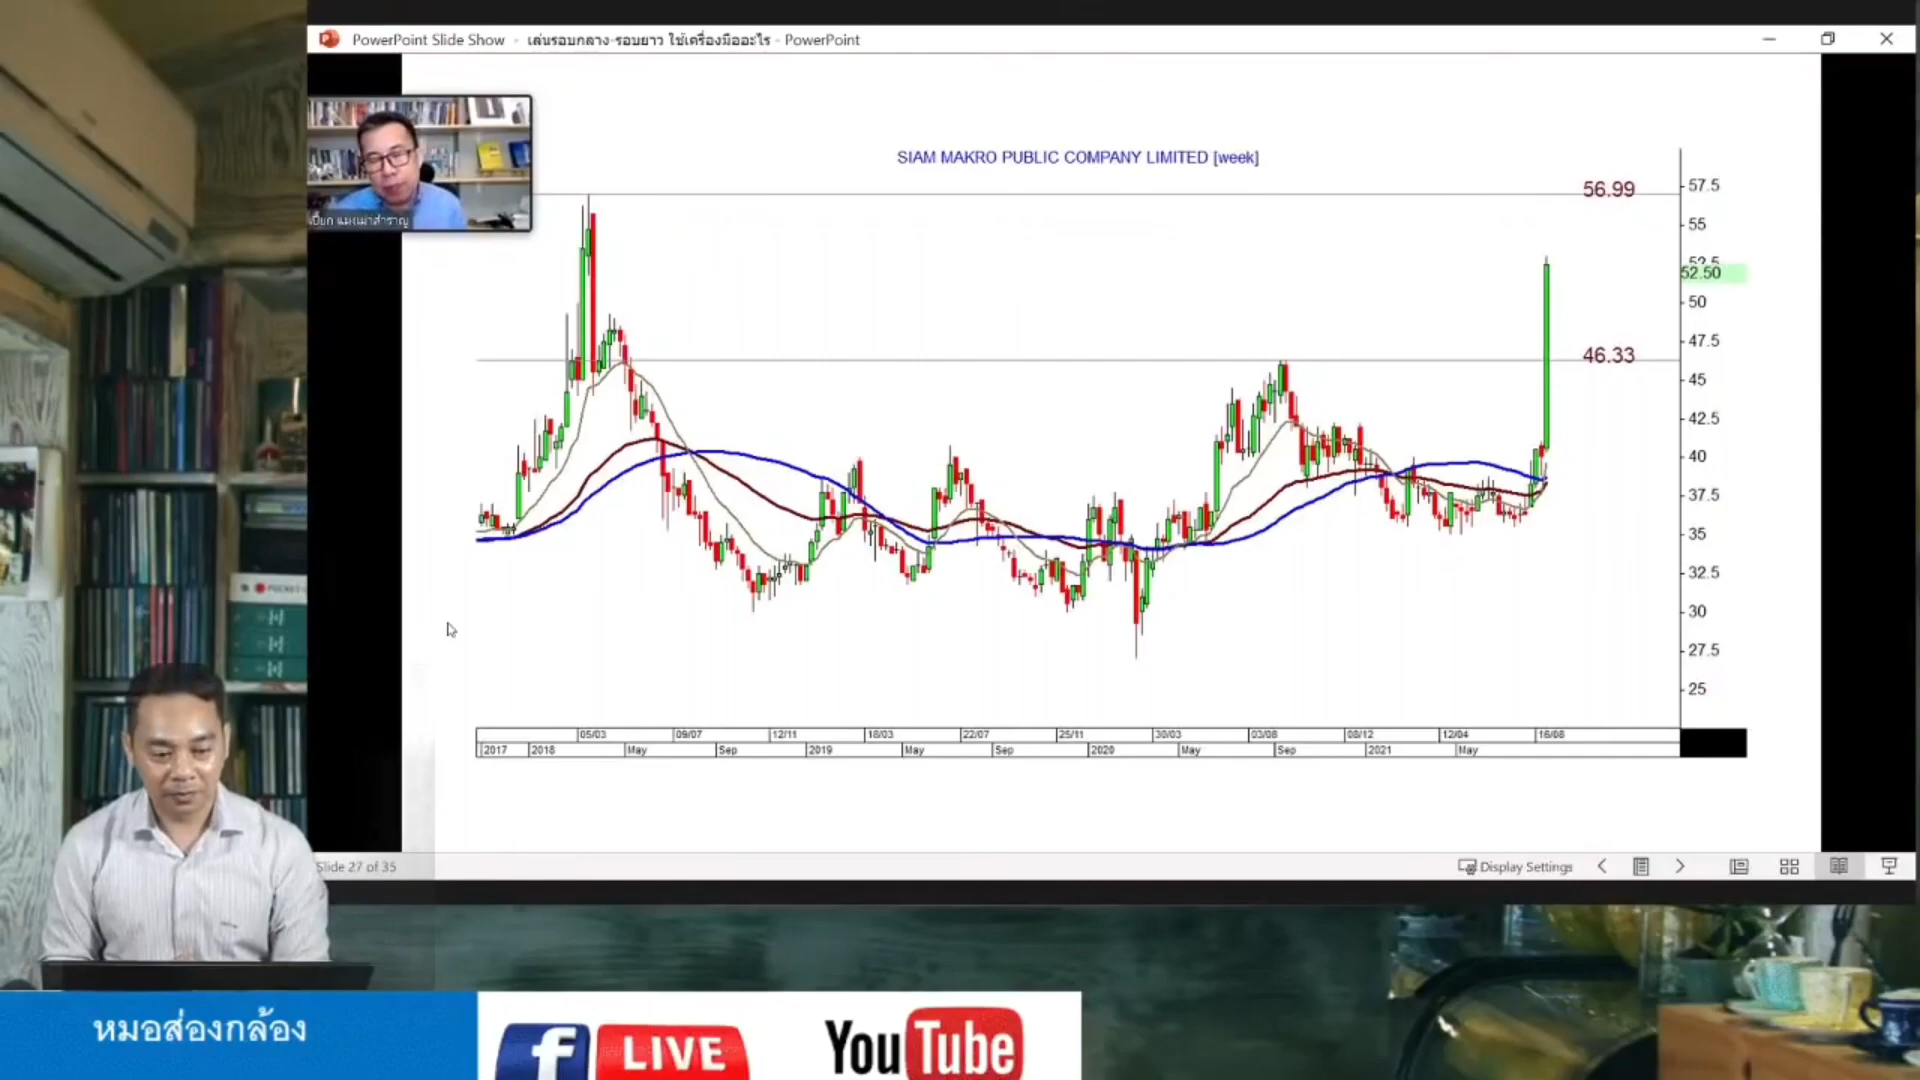 PowerPoint Slide Show - เล่นรอบกลาง-รอบยาว ใช้เครื่องมืออะไร - PowerPoint
SIAM MAKRO PUBLIC COMPANY LIMITED [week]
56.99
57.5
55
52.5
52.50
50
47.5
46.33
45
42.5
40
37.5
35
32.5
30
27.5
25
05/03 09/07 12/11 18/03 22/07 25/11 30/03 03/08 08/12 12/04 16/08
2017 2018 May Sep 2019 May Sep 2020 May Sep 2021 May
Slide 27 of 35
Display Settings
หมอส่องกล้อง
f LIVE
YouTube